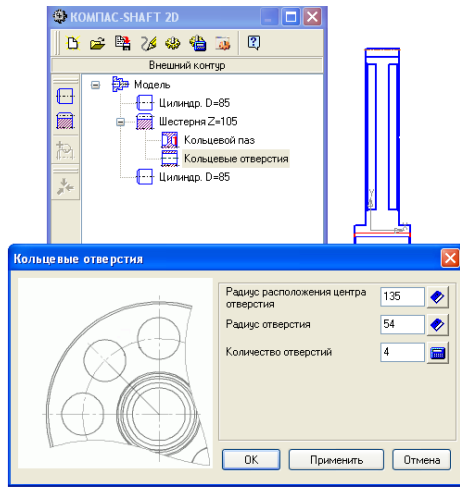 КОМПАС-SHAFT 2D
Внешний контур
Модель
Цилиндр. D=85
Шестерня Z=105
Кольцевой паз
Кольцевые отверстия
Цилиндр. D=85
Кольцевые отверстия
Радиус расположения центра
отверстия
135
Радиус отверстия
54
Количество отверстий
4
OK
Применить
Отмена